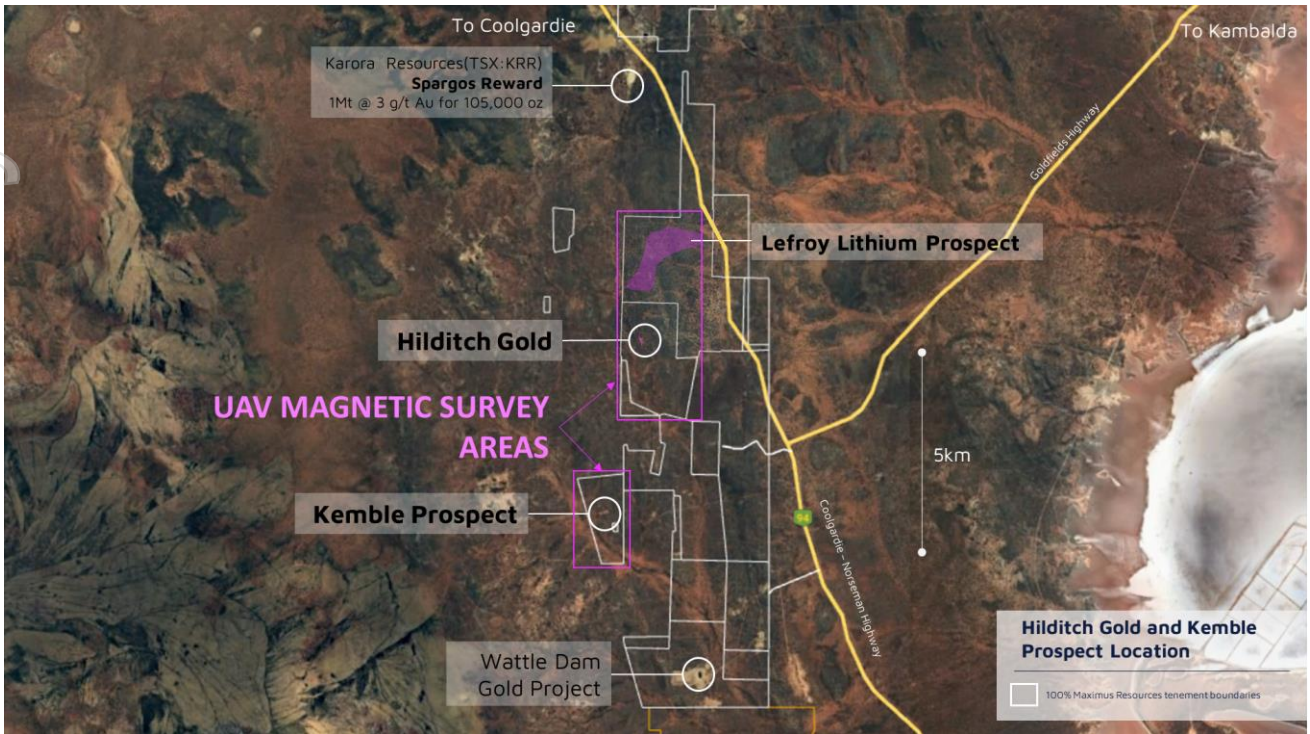 To Coolgardie
To Kambalda
Karora Resources(TSX:KRR)
Spargos Reward
1Mt @ 3 g/t Au for 105,000 oz
Goldfields Highway
Lefroy Lithium Prospect
Hilditch Gold
UAV MAGNETIC SURVEY
AREAS
5km
Kemble Prospect
94
Coolgardie – Norseman Highway
Wattle Dam
Gold Project
Hilditch Gold and Kemble
Prospect Location
100% Maximus Resources tenement boundaries